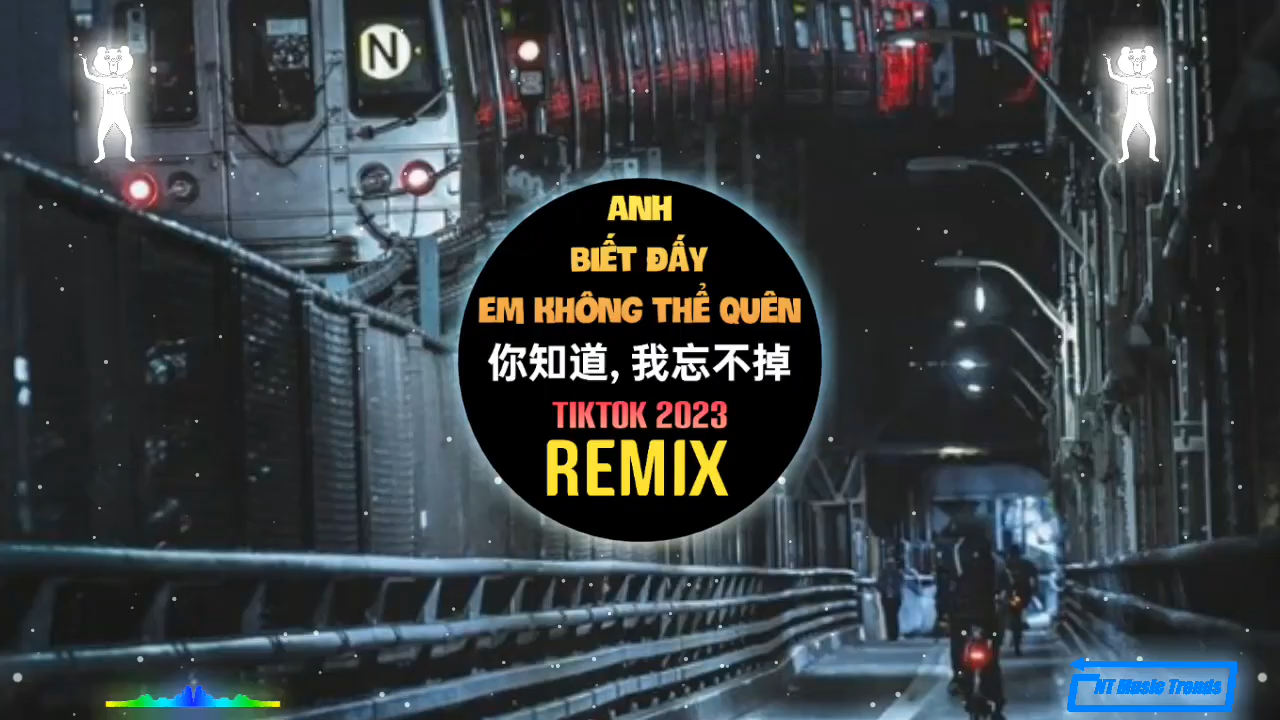 N
ANH
BIẾT ĐẤY
EM KHÔNG THỂ QUÊN
你知道, 我忘不掉
TIKTOK 2023
REMIX
NT Music Trends